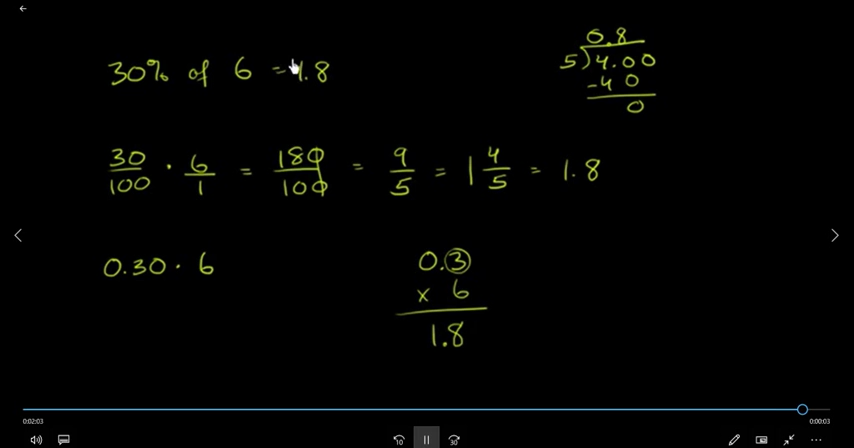 30% of 6 = 1.8
0.8
5)4.00
-40
0
30/100 · 6/1 = 180/100 = 9/5 = 1 4/5 = 1.8
0.30 · 6
0.3
x 6
1.8
0:02:03
0:00:03
10
30